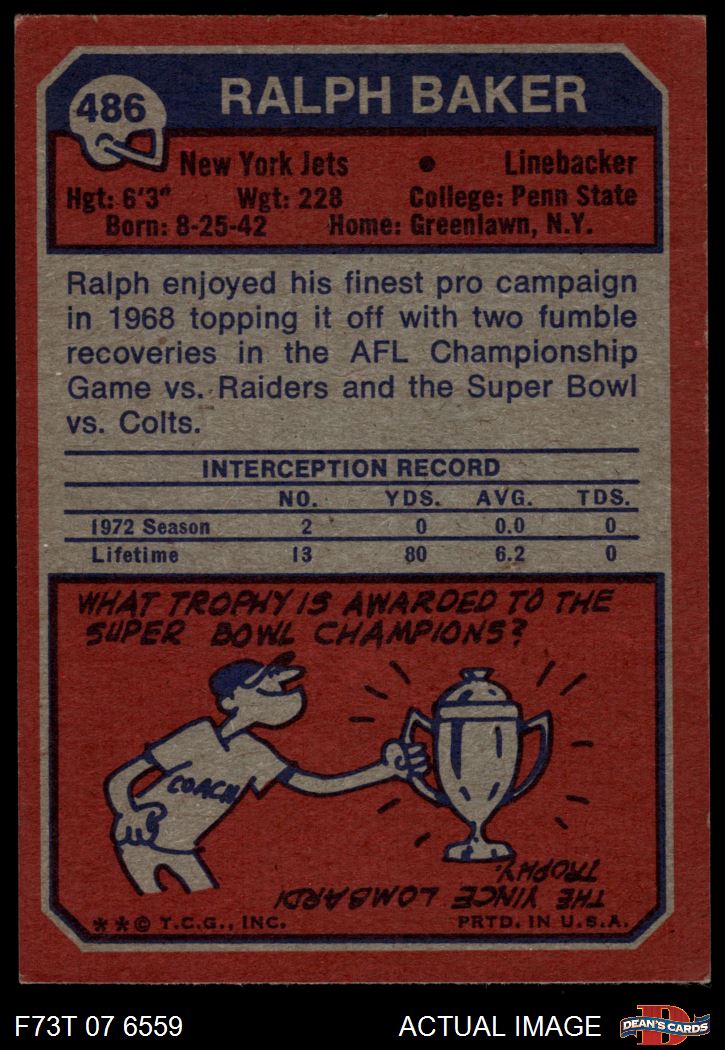 486
RALPH BAKER
New York Jets • Linebacker
Hgt: 6'3" Wgt: 228 College: Penn State
Born: 8-25-42 Home: Greenlawn, N.Y.
Ralph enjoyed his finest pro campaign
in 1968 topping it off with two fumble
recoveries in the AFL Championship
Game vs. Raiders and the Super Bowl
vs. Colts.
INTERCEPTION RECORD
NO. YDS. AVG. TDS.
1972 Season 2 0 0.0 0
Lifetime 13 80 6.2 0
WHAT TROPHY IS AWARDED TO THE
SUPER BOWL CHAMPIONS?
COACH
THE VINCE LOMBARDI
TROPHY.
**© T.C.G., INC. PRTD. IN U.S.A.
F73T 07 6559 ACTUAL IMAGE
D
DEAN'S CARDS